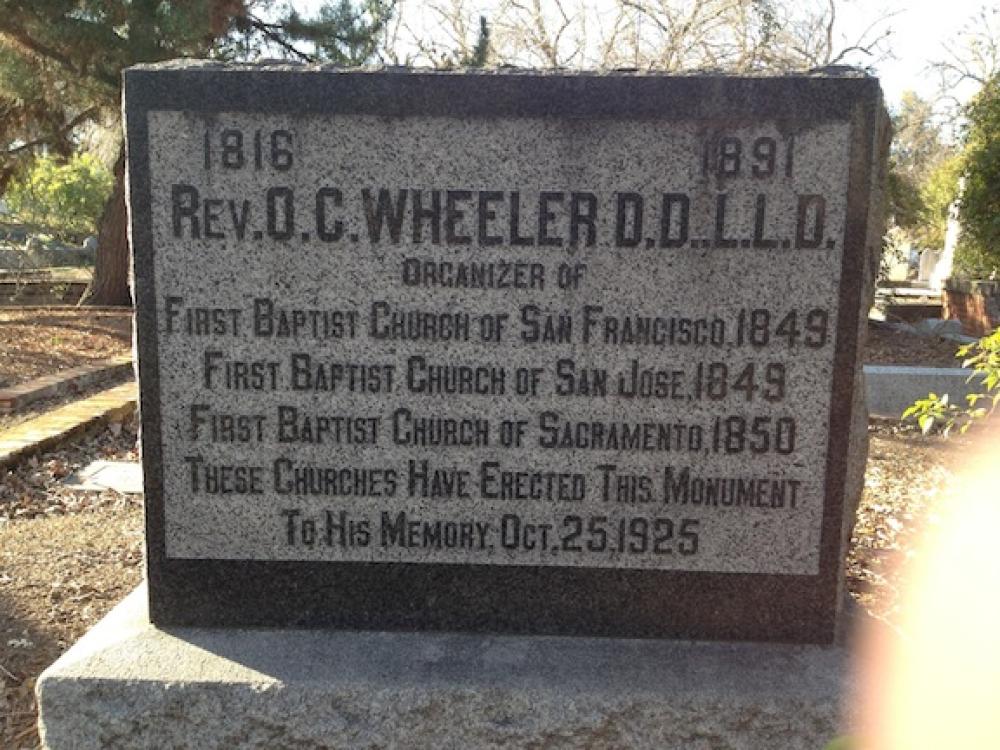 1816 1891
REV. O. C. WHEELER D.D., L.L.D.
ORGANIZER OF
FIRST BAPTIST CHURCH OF SAN FRANCISCO, 1849
FIRST BAPTIST CHURCH OF SAN JOSE, 1849
FIRST BAPTIST CHURCH OF SACRAMENTO, 1850
THESE CHURCHES HAVE ERECTED THIS MONUMENT
TO HIS MEMORY, OCT. 25, 1925